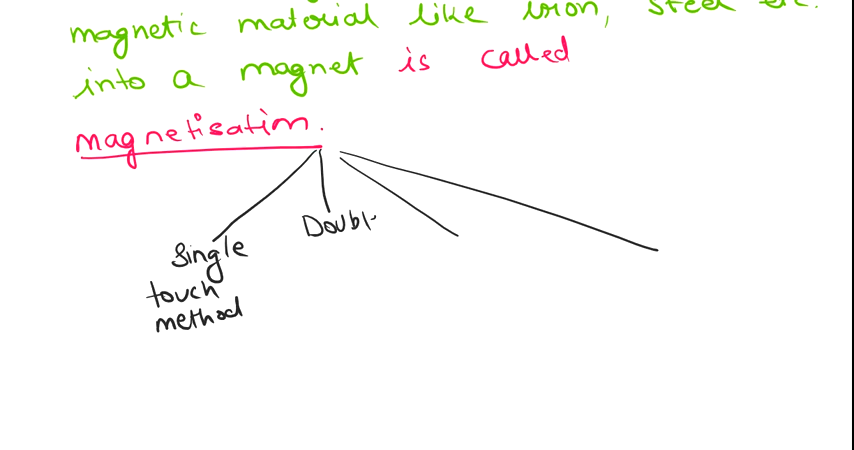 magnetic material like iron, steel etc.
into a magnet is called
magnetisation.
Single
touch
method
Doubl